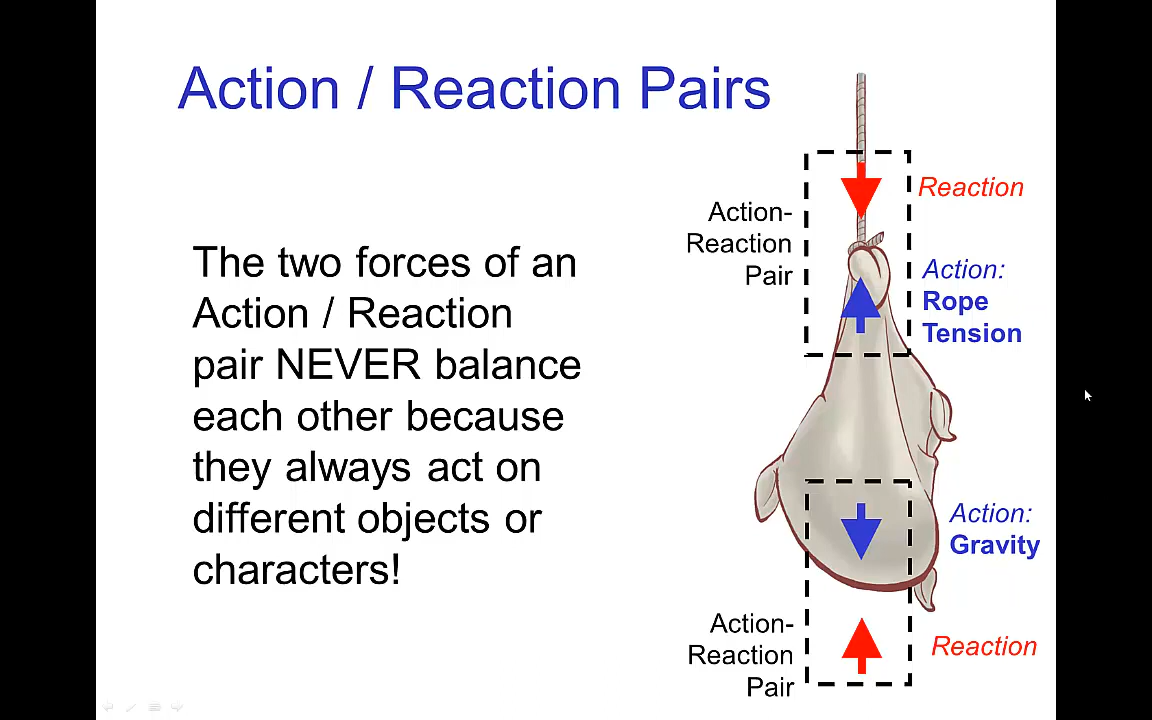 Action / Reaction Pairs
The two forces of an
Action / Reaction
pair NEVER balance
each other because
they always act on
different objects or
characters!
Action-
Reaction
Pair
Reaction
Action:
Rope
Tension
Action:
Gravity
Action-
Reaction
Pair
Reaction